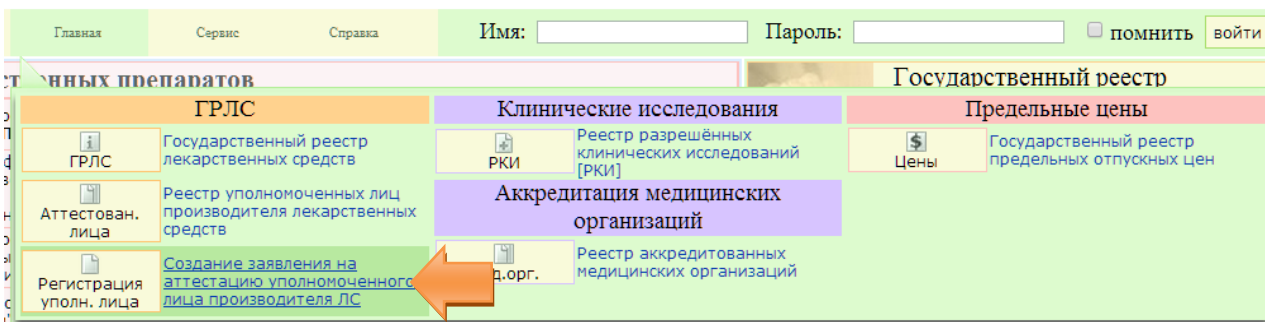 Главная Сервис Справка Имя: Пароль: помнить войти
ственных препаратов
Государственный реестр
ГРЛС
ГРЛС
Государственный реестр
лекарственных средств
Аттестован.
лица
Реестр уполномоченных лиц
производителя лекарственных
средств
Регистрация
уполн. лица
Создание заявления на
аттестацию уполномоченного
лица производителя ЛС
Клинические исследования
РКИ
Реестр разрешённых
клинических исследований
[РКИ]
Аккредитация медицинских
организаций
д.орг.
Реестр аккредитованных
медицинских организаций
Предельные цены
Цены
Государственный реестр
предельных отпускных цен